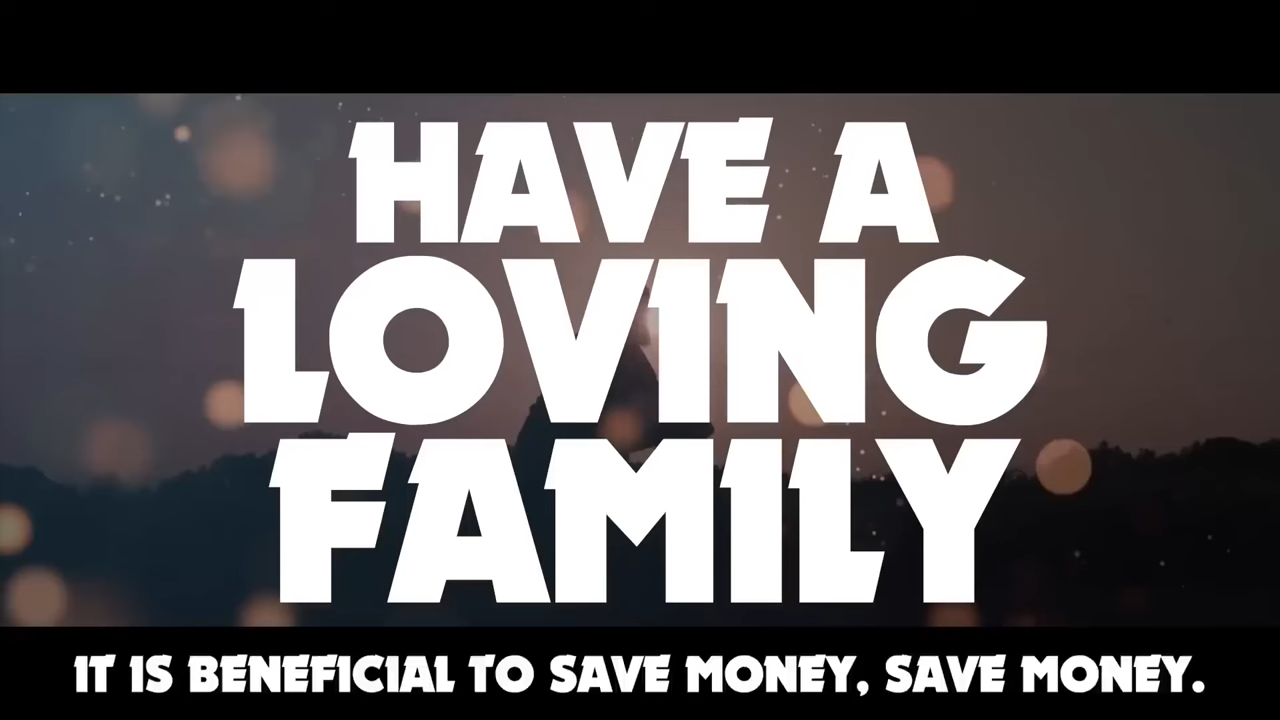 HAVE A
LOVING
FAMILY
IT IS BENEFICIAL TO SAVE MONEY, SAVE MONEY.